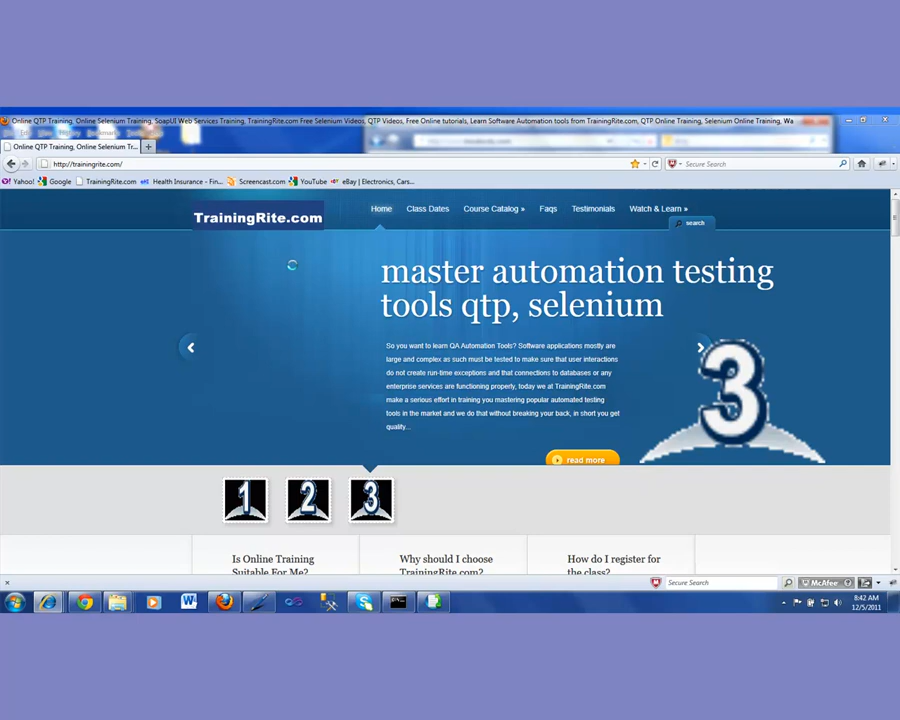 Online QTP Training, Online Selenium Training, SoapUI Web Services Training, TrainingRite.com Free Selenium Videos, QTP Videos, Free Online tutorials, Learn Software Automation tools from TrainingRite.com, QTP Training, Selenium Online Training, Wa
Online QTP Training, Online Selenium Tr...
http://trainingrite.com/
Secure Search
Yahoo! Google TrainingRite.com Health Insurance - Fin... Screencast.com YouTube eBay | Electronics, Cars...
TrainingRite.com
Home Class Dates Course Catalog » Faqs Testimonials Watch & Learn »
search
master automation testing
tools qtp, selenium
So you want to learn QA Automation Tools? Software applications mostly are
large and complex as such must be tested to make sure that user interactions
do not create run-time exceptions and that connections to databases or any
enterprise services are functioning properly, today we at TrainingRite.com
make a serious effort in training you mastering popular automated testing
tools in the market and we do that without breaking your back, in short you get
quality...
3
read more
1 2 3
Is Online Training
Suitable For Me?
Why should I choose
TrainingRite.com?
How do I register for
the class?
Secure Search
McAfee
8:42 AM
12/5/2011